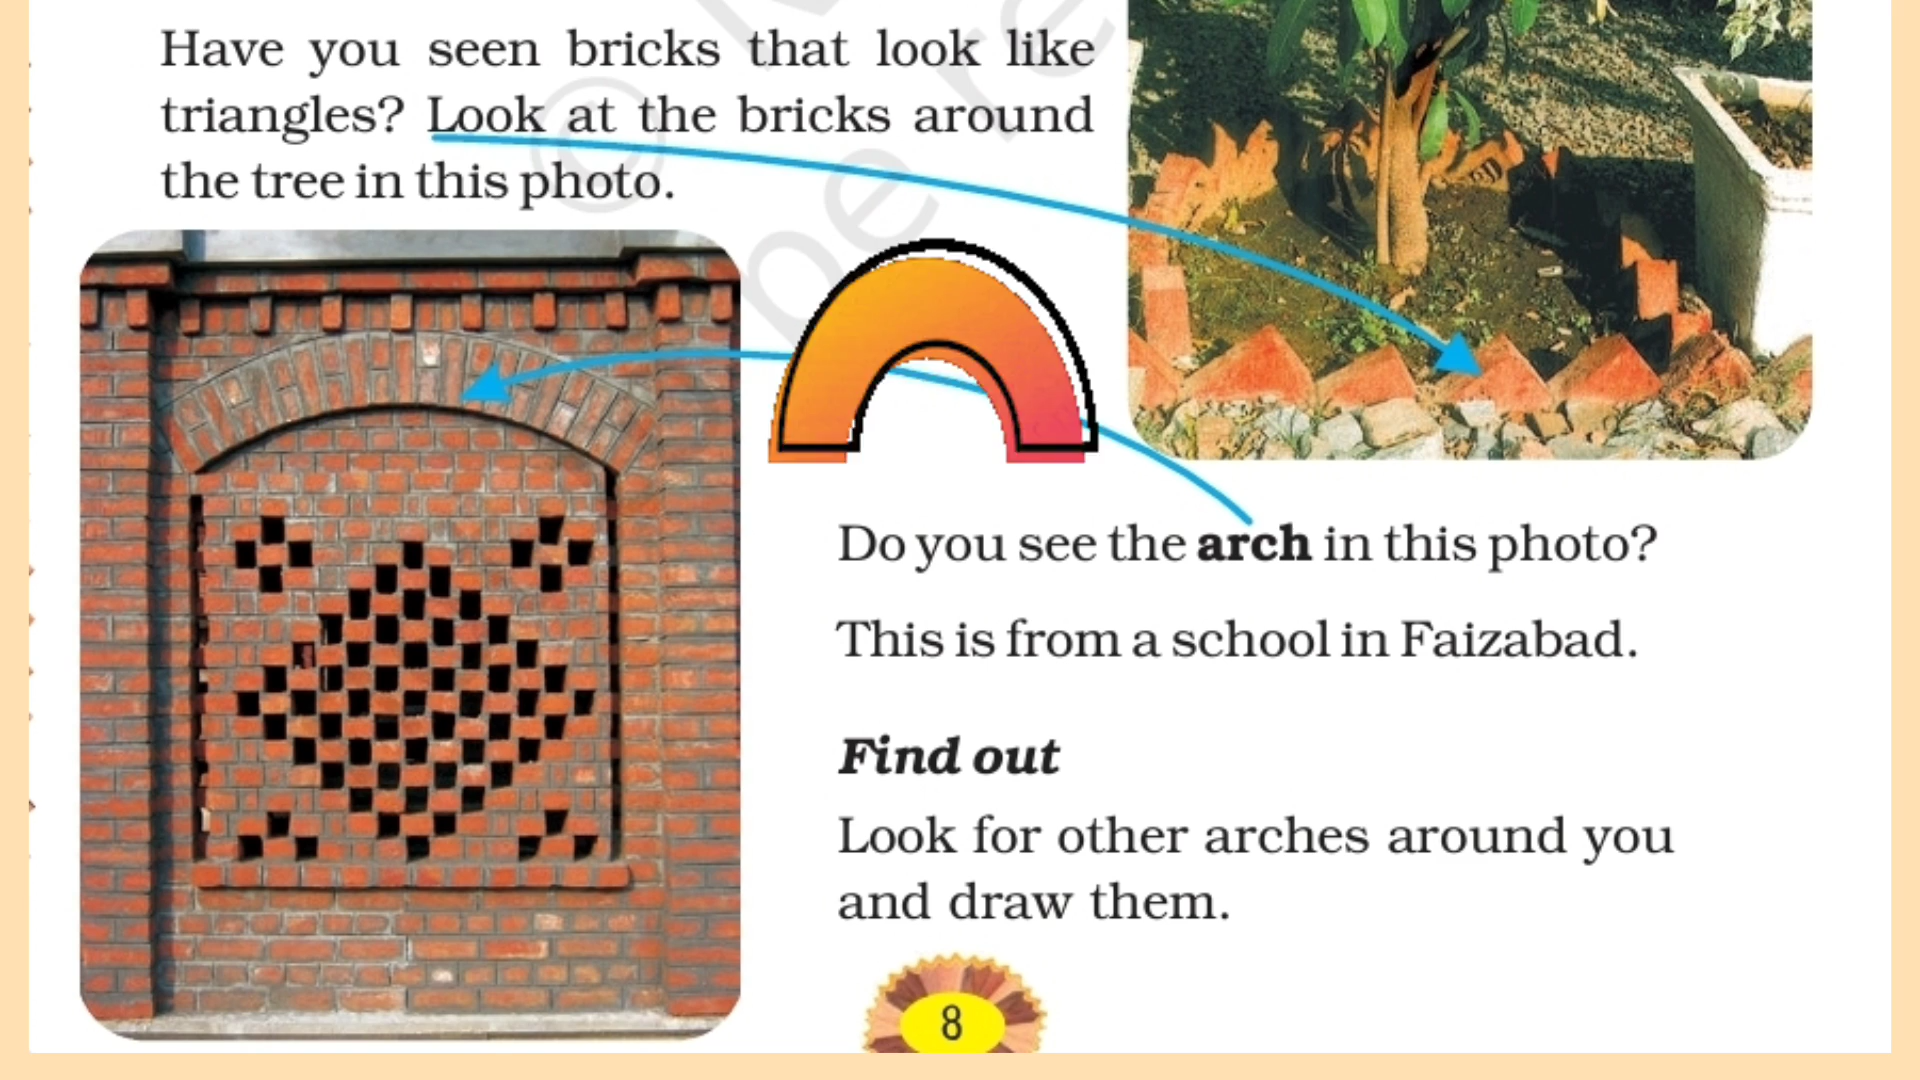 Have you seen bricks that look like
triangles? Look at the bricks around
the tree in this photo.
Do you see the arch in this photo?
This is from a school in Faizabad.
Find out
Look for other arches around you
and draw them.
8